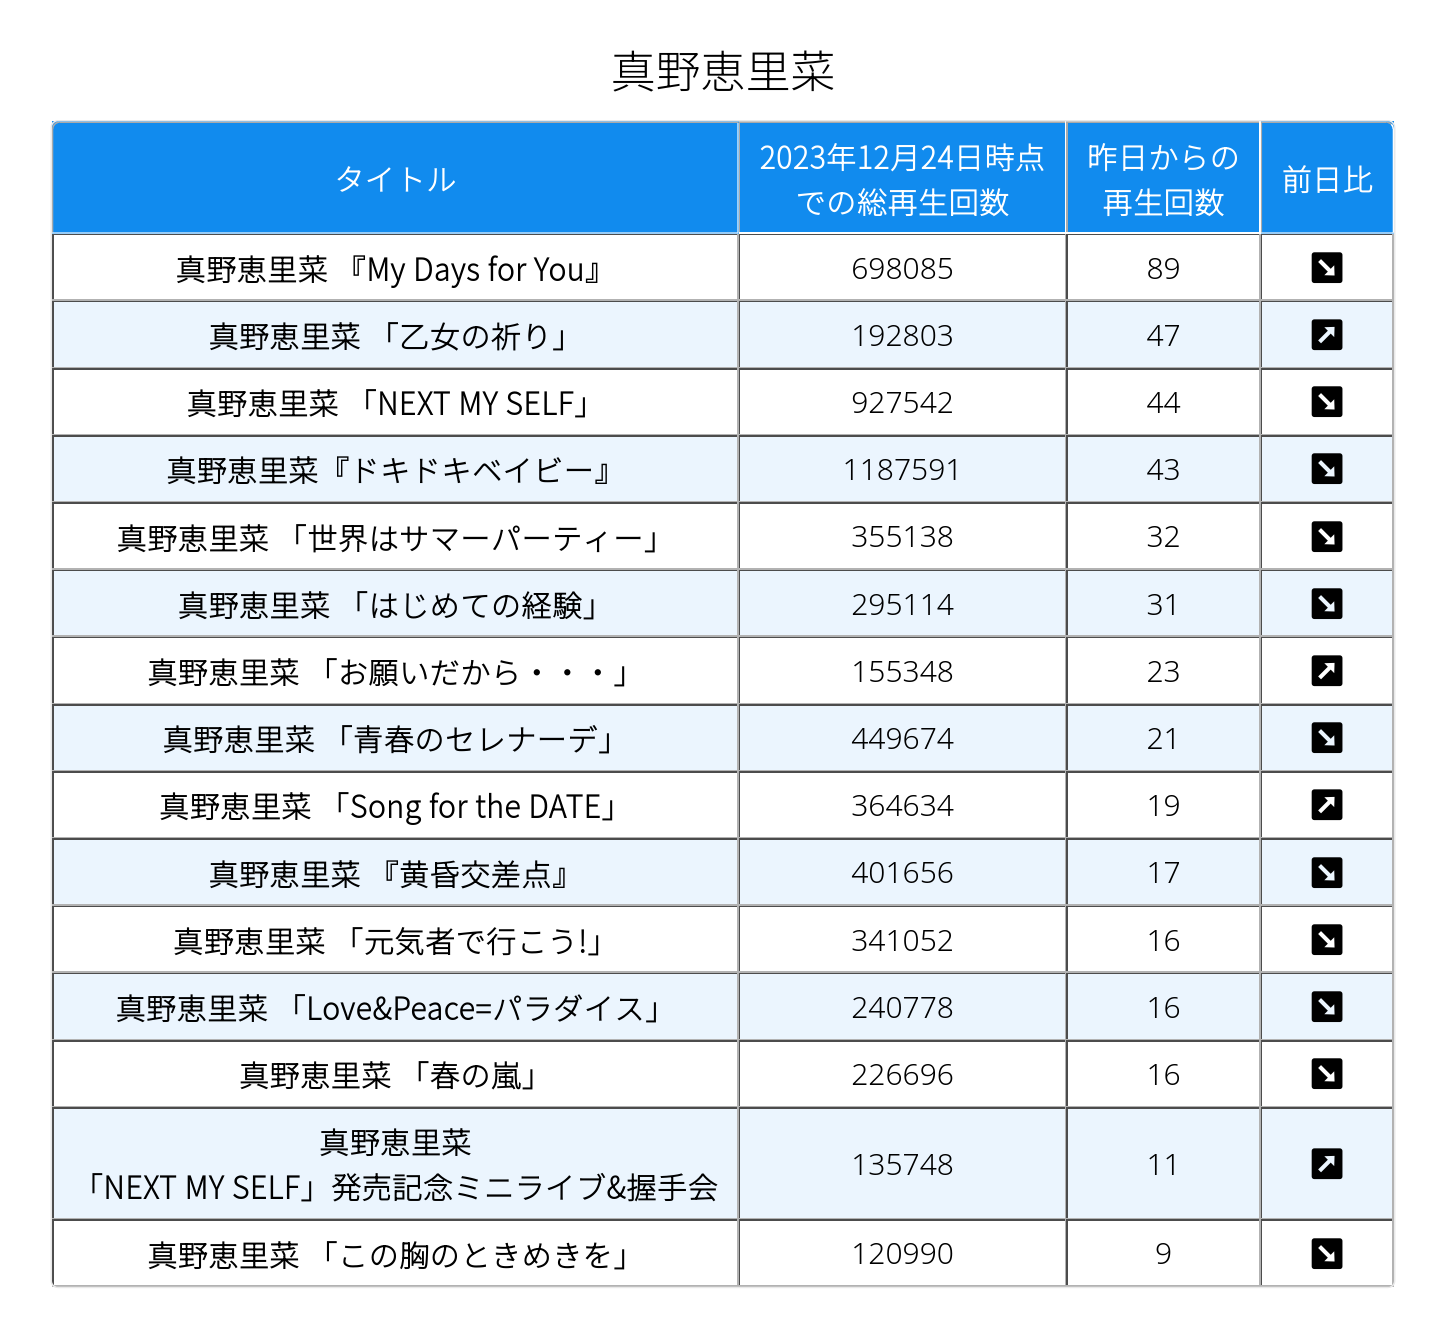 真野恵里菜
タイトル
2023年12月24日時点
での総再生回数
昨日からの
再生回数
前日比
真野恵里菜 『My Days for You』 698085 89 ↘
真野恵里菜 「乙女の祈り」 192803 47 ↗
真野恵里菜 「NEXT MY SELF」 927542 44 ↘
真野恵里菜『ドキドキベイビー』 1187591 43 ↘
真野恵里菜 「世界はサマーパーティー」 355138 32 ↘
真野恵里菜 「はじめての経験」 295114 31 ↘
真野恵里菜 「お願いだから・・・」 155348 23 ↗
真野恵里菜 「青春のセレナーデ」 449674 21 ↘
真野恵里菜 「Song for the DATE」 364634 19 ↗
真野恵里菜 『黄昏交差点』 401656 17 ↘
真野恵里菜 「元気者で行こう!」 341052 16 ↘
真野恵里菜 「Love&Peace=パラダイス」 240778 16 ↘
真野恵里菜 「春の嵐」 226696 16 ↘
真野恵里菜
「NEXT MY SELF」発売記念ミニライブ&握手会 135748 11 ↗
真野恵里菜 「この胸のときめきを」 120990 9 ↘